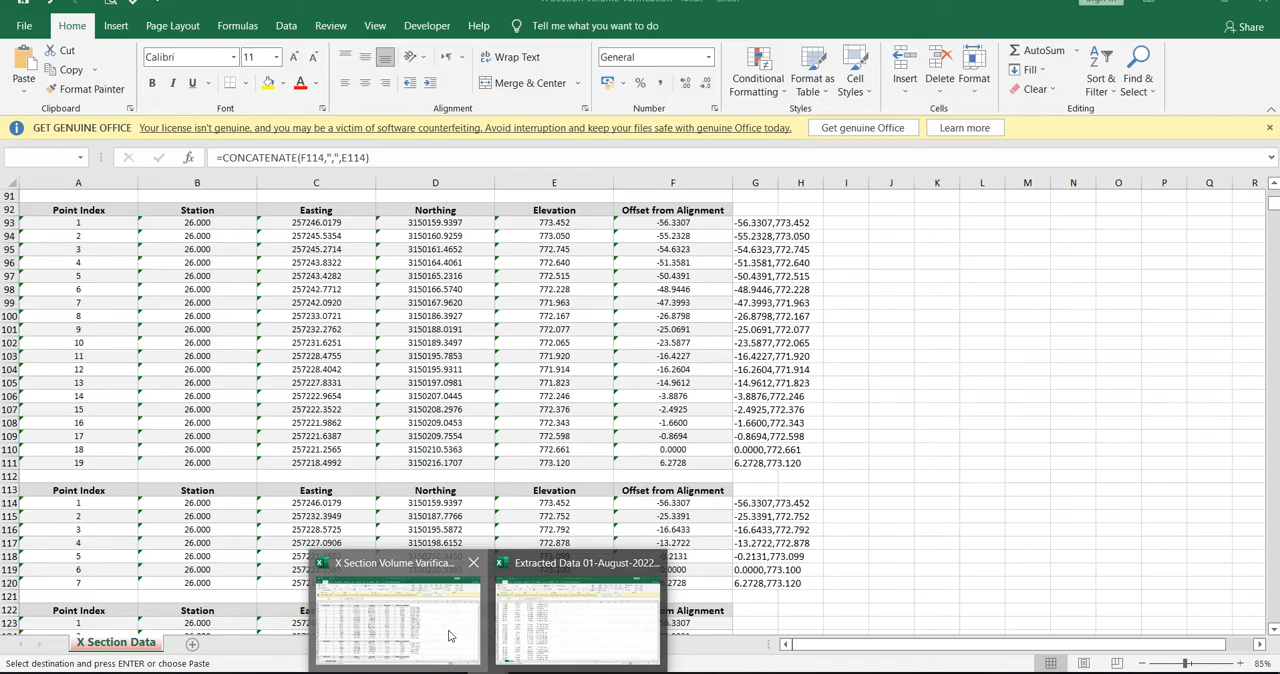 File Home Insert Page Layout Formulas Data Review View Developer Help Tell me what you want to do Share
Cut
Copy
Format Painter
Paste
Clipboard
Calibri 11
B I U
Font
Wrap Text
Merge & Center
Alignment
General
Number
Conditional Formatting
Format as Table
Cell Styles
Styles
Insert Delete Format
Cells
AutoSum
Fill
Clear
Sort & Filter
Find & Select
Editing
GET GENUINE OFFICE Your license isn't genuine, and you may be a victim of software counterfeiting. Avoid interruption and keep your files safe with genuine Office today. Get genuine Office Learn more
=CONCATENATE(F114,",",E114)
A B C D E F G H I J K L M N O P Q R
91
92 Point Index Station Easting Northing Elevation Offset from Alignment
93 1 26.000 257246.0179 3150159.9397 773.452 -56.3307 -56.3307,773.452
94 2 26.000 257245.5354 3150160.9259 773.050 -55.2328 -55.2328,773.050
95 3 26.000 257245.2714 3150161.4652 772.745 -54.6323 -54.6323,772.745
96 4 26.000 257243.8322 3150164.4061 772.640 -51.3581 -51.3581,772.640
97 5 26.000 257243.4282 3150165.2316 772.515 -50.4391 -50.4391,772.515
98 6 26.000 257242.7712 3150166.5740 772.228 -48.9446 -48.9446,772.228
99 7 26.000 257242.0920 3150167.9620 771.963 -47.3993 -47.3993,771.963
100 8 26.000 257233.0721 3150186.3927 772.167 -26.8798 -26.8798,772.167
101 9 26.000 257232.2762 3150188.0191 772.077 -25.0691 -25.0691,772.077
102 10 26.000 257231.6251 3150189.3497 772.065 -23.5877 -23.5877,772.065
103 11 26.000 257228.4755 3150195.7853 771.920 -16.4227 -16.4227,771.920
104 12 26.000 257228.4042 3150195.9311 771.914 -16.2604 -16.2604,771.914
105 13 26.000 257227.8331 3150197.0981 771.823 -14.9612 -14.9612,771.823
106 14 26.000 257222.9654 3150207.0445 772.246 -3.8876 -3.8876,772.246
107 15 26.000 257222.3522 3150208.2976 772.376 -2.4925 -2.4925,772.376
108 16 26.000 257221.9862 3150209.0453 772.343 -1.6600 -1.6600,772.343
109 17 26.000 257221.6387 3150209.7554 772.598 -0.8694 -0.8694,772.598
110 18 26.000 257221.2565 3150210.5363 772.661 0.0000 0.0000,772.661
111 19 26.000 257218.4992 3150216.1707 773.120 6.2728 6.2728,773.120
112
113 Point Index Station Easting Northing Elevation Offset from Alignment
114 1 26.000 257246.0179 3150159.9397 773.452 -56.3307 -56.3307,773.452
115 2 26.000 257232.3949 3150187.7766 772.752 -25.3391 -25.3391,772.752
116 3 26.000 257228.5725 3150195.5872 772.792 -16.6433 -16.6433,772.792
117 4 26.000 257227.0906 3150198.6152 772.878 -13.2722 -13.2722,772.878
118 5 26.000 -0.2131,773.099
119 6 26.000 0.0000,772.661
120 7 26.000 6.2728,773.120
121
122 Point Index Station Offset from Alignment
123 1 26.000
X Section Volume Varifica...
Extracted Data 01-August-2022...
X Section Data
Select destination and press ENTER or choose Paste 85%